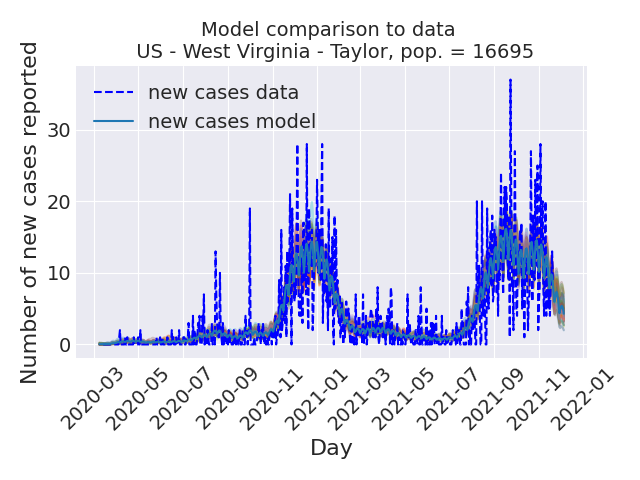 Model comparison to data
US - West Virginia - Taylor, pop. = 16695
Number of new cases reported
new cases data
new cases model
30
20
10
0
2020-03
2020-05
2020-07
2020-09
2020-11
2021-01
2021-03
2021-05
2021-07
2021-09
2021-11
2022-01
Day